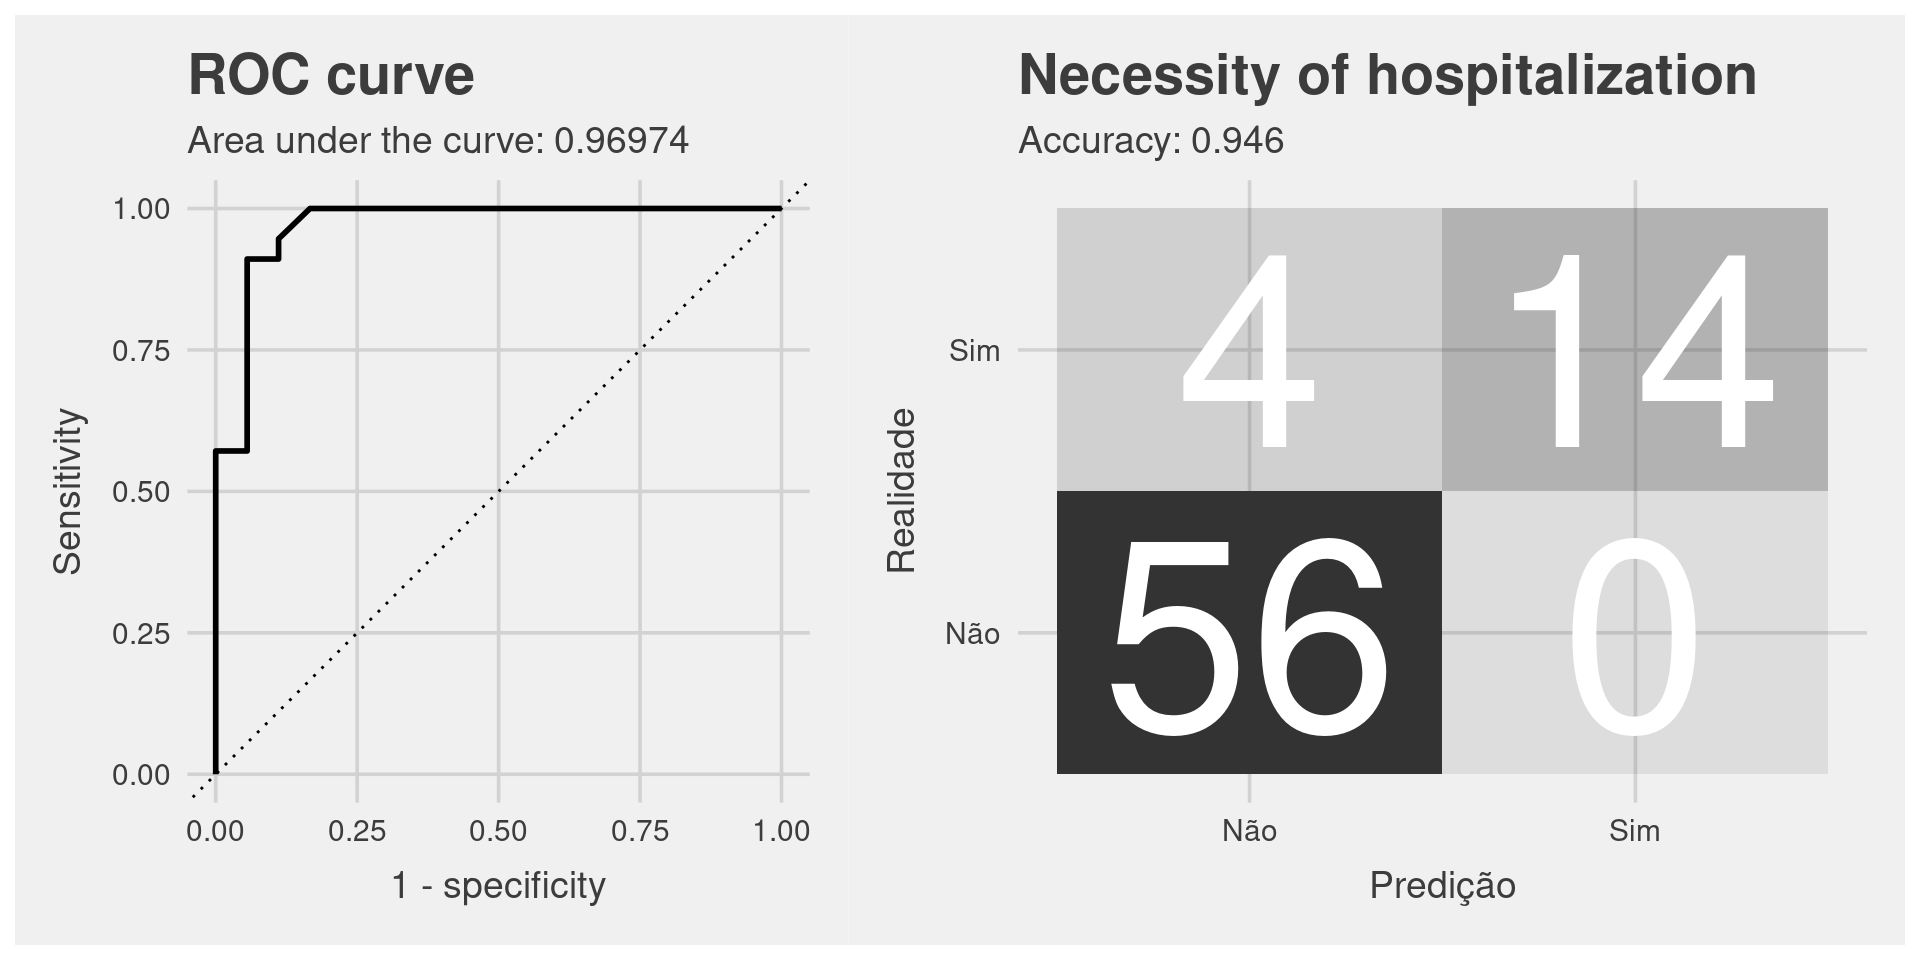 ROC curve
Area under the curve: 0.96974
1.00
0.75
0.50
0.25
0.00
Sensitivity
0.00 0.25 0.50 0.75 1.00
1 - specificity
Necessity of hospitalization
Accuracy: 0.946
Sim
Não
Realidade
4 14
56 0
Não Sim
Predição